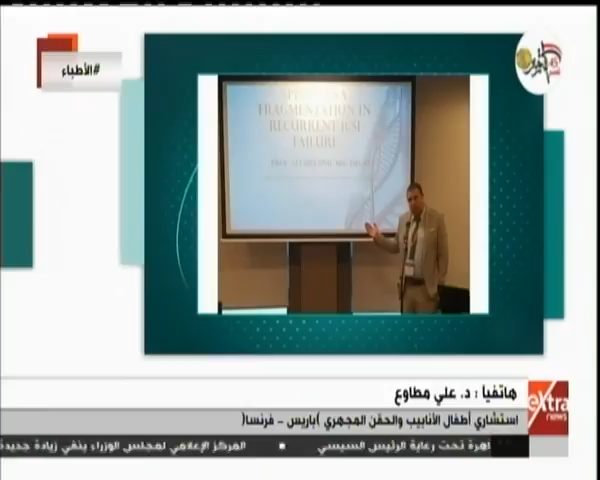 #الأطباء
FRAGMENTATION IN
RECURRENT ICSI
FAILURE
هاتفيا : د. علي مطاوع
استشاري أطفال الأنابيب والحقن المجهري )باريس - فرنسا(
eXtra
news
اهرة تحت رعاية الرئيس السيسي ■ المركز الإعلامي لمجلس الوزراء ينفي زيادة جديدة